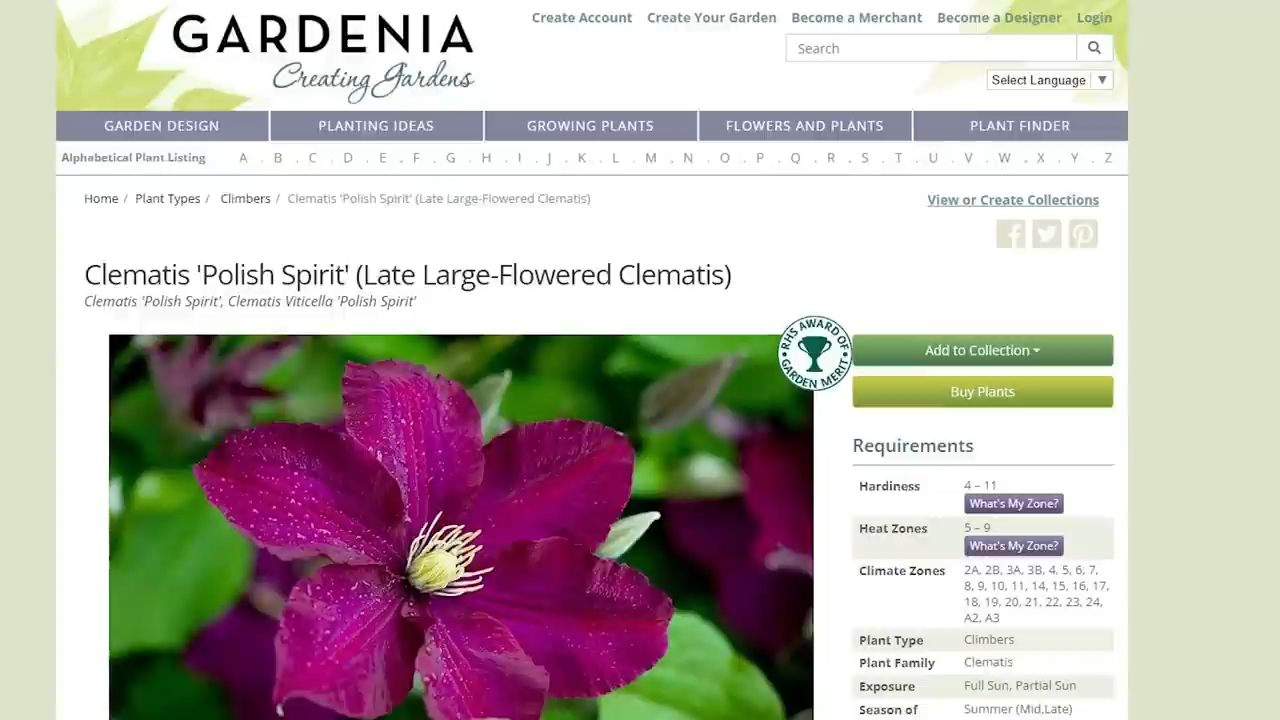 GARDENIA
Creating Gardens
Create Account Create Your Garden Become a Merchant Become a Designer Login
Search
Select Language ▼
GARDEN DESIGN PLANTING IDEAS GROWING PLANTS FLOWERS AND PLANTS PLANT FINDER
Alphabetical Plant Listing A . B . C . D . E . F . G . H . I . J . K . L . M . N . O . P . Q . R . S . T . U . V . W . X . Y . Z
Home / Plant Types / Climbers / Clematis 'Polish Spirit' (Late Large-Flowered Clematis)
View or Create Collections
Clematis 'Polish Spirit' (Late Large-Flowered Clematis)
Clematis 'Polish Spirit', Clematis Viticella 'Polish Spirit'
RHS AWARD OF GARDEN MERIT
Add to Collection
Buy Plants
Requirements
Hardiness 4 – 11
What's My Zone?
Heat Zones 5 – 9
What's My Zone?
Climate Zones 2A, 2B, 3A, 3B, 4, 5, 6, 7,
8, 9, 10, 11, 14, 15, 16, 17,
18, 19, 20, 21, 22, 23, 24,
A2, A3
Plant Type Climbers
Plant Family Clematis
Exposure Full Sun, Partial Sun
Season of Summer (Mid,Late)